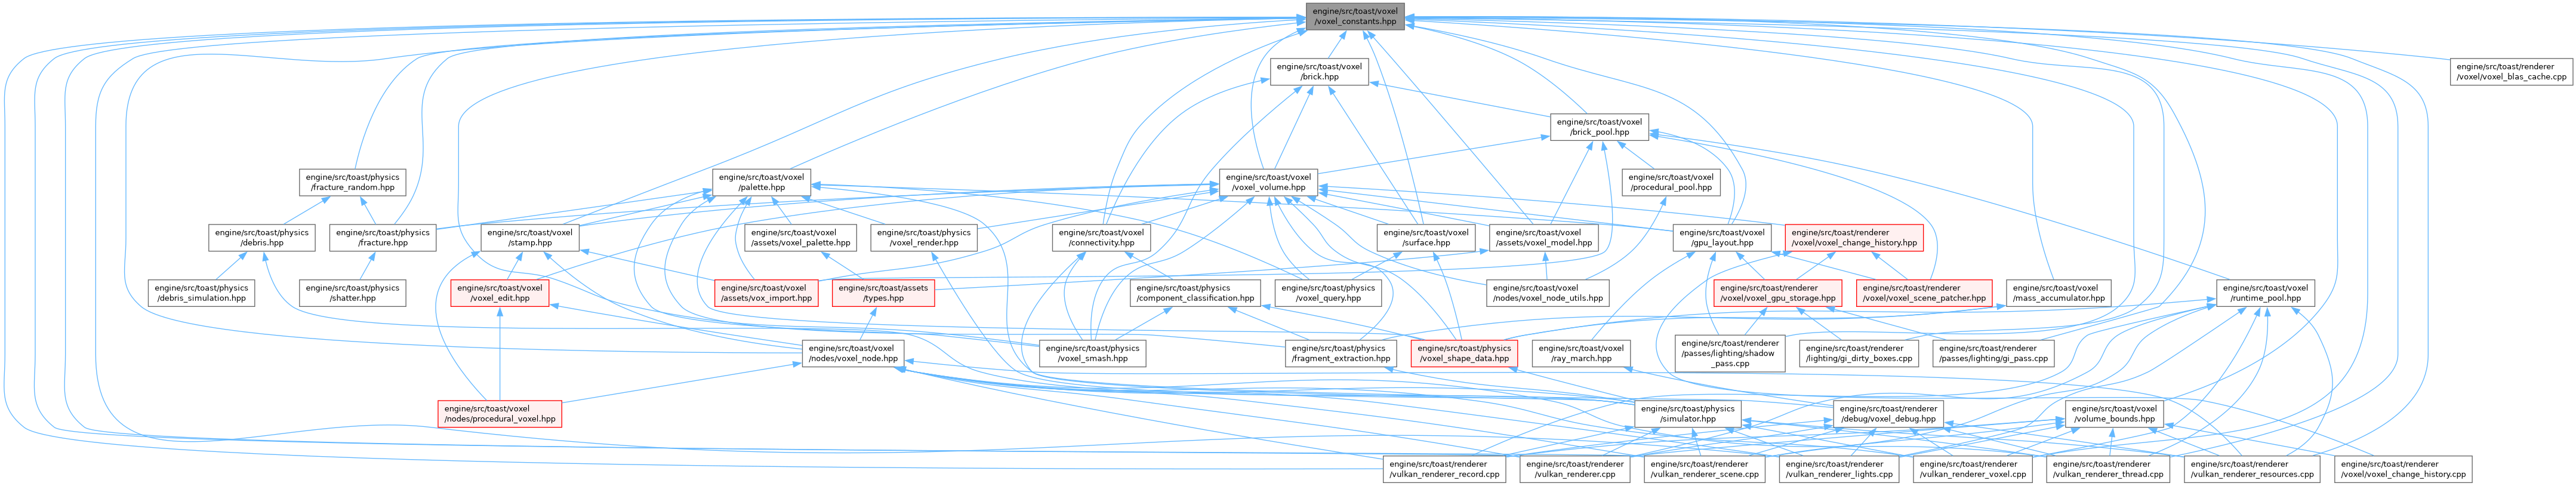 engine/src/toast/voxel
/voxel_constants.hpp
engine/src/toast/voxel
/brick.hpp
engine/src/toast/renderer
/voxel/voxel_blas_cache.cpp
engine/src/toast/voxel
/brick_pool.hpp
engine/src/toast/physics
/fracture_random.hpp
engine/src/toast/voxel
/palette.hpp
engine/src/toast/voxel
/voxel_volume.hpp
engine/src/toast/voxel
/procedural_pool.hpp
engine/src/toast/physics
/debris.hpp
engine/src/toast/physics
/fracture.hpp
engine/src/toast/voxel
/stamp.hpp
engine/src/toast/voxel
/assets/voxel_palette.hpp
engine/src/toast/physics
/voxel_render.hpp
engine/src/toast/voxel
/connectivity.hpp
engine/src/toast/voxel
/surface.hpp
engine/src/toast/voxel
/assets/voxel_model.hpp
engine/src/toast/voxel
/gpu_layout.hpp
engine/src/toast/renderer
/voxel/voxel_change_history.hpp
engine/src/toast/physics
/debris_simulation.hpp
engine/src/toast/physics
/shatter.hpp
engine/src/toast/voxel
/voxel_edit.hpp
engine/src/toast/voxel
/assets/vox_import.hpp
engine/src/toast/assets
/types.hpp
engine/src/toast/physics
/component_classification.hpp
engine/src/toast/physics
/voxel_query.hpp
engine/src/toast/voxel
/nodes/voxel_node_utils.hpp
engine/src/toast/renderer
/voxel/voxel_gpu_storage.hpp
engine/src/toast/renderer
/voxel/voxel_scene_patcher.hpp
engine/src/toast/voxel
/mass_accumulator.hpp
engine/src/toast/voxel
/runtime_pool.hpp
engine/src/toast/voxel
/nodes/voxel_node.hpp
engine/src/toast/physics
/voxel_smash.hpp
engine/src/toast/physics
/fragment_extraction.hpp
engine/src/toast/physics
/voxel_shape_data.hpp
engine/src/toast/voxel
/ray_march.hpp
engine/src/toast/renderer
/passes/lighting/shadow
_pass.cpp
engine/src/toast/renderer
/lighting/gi_dirty_boxes.cpp
engine/src/toast/renderer
/passes/lighting/gi_pass.cpp
engine/src/toast/voxel
/nodes/procedural_voxel.hpp
engine/src/toast/physics
/simulator.hpp
engine/src/toast/renderer
/debug/voxel_debug.hpp
engine/src/toast/voxel
/volume_bounds.hpp
engine/src/toast/renderer
/vulkan_renderer_record.cpp
engine/src/toast/renderer
/vulkan_renderer.cpp
engine/src/toast/renderer
/vulkan_renderer_scene.cpp
engine/src/toast/renderer
/vulkan_renderer_lights.cpp
engine/src/toast/renderer
/vulkan_renderer_voxel.cpp
engine/src/toast/renderer
/vulkan_renderer_thread.cpp
engine/src/toast/renderer
/vulkan_renderer_resources.cpp
engine/src/toast/renderer
/voxel/voxel_change_history.cpp